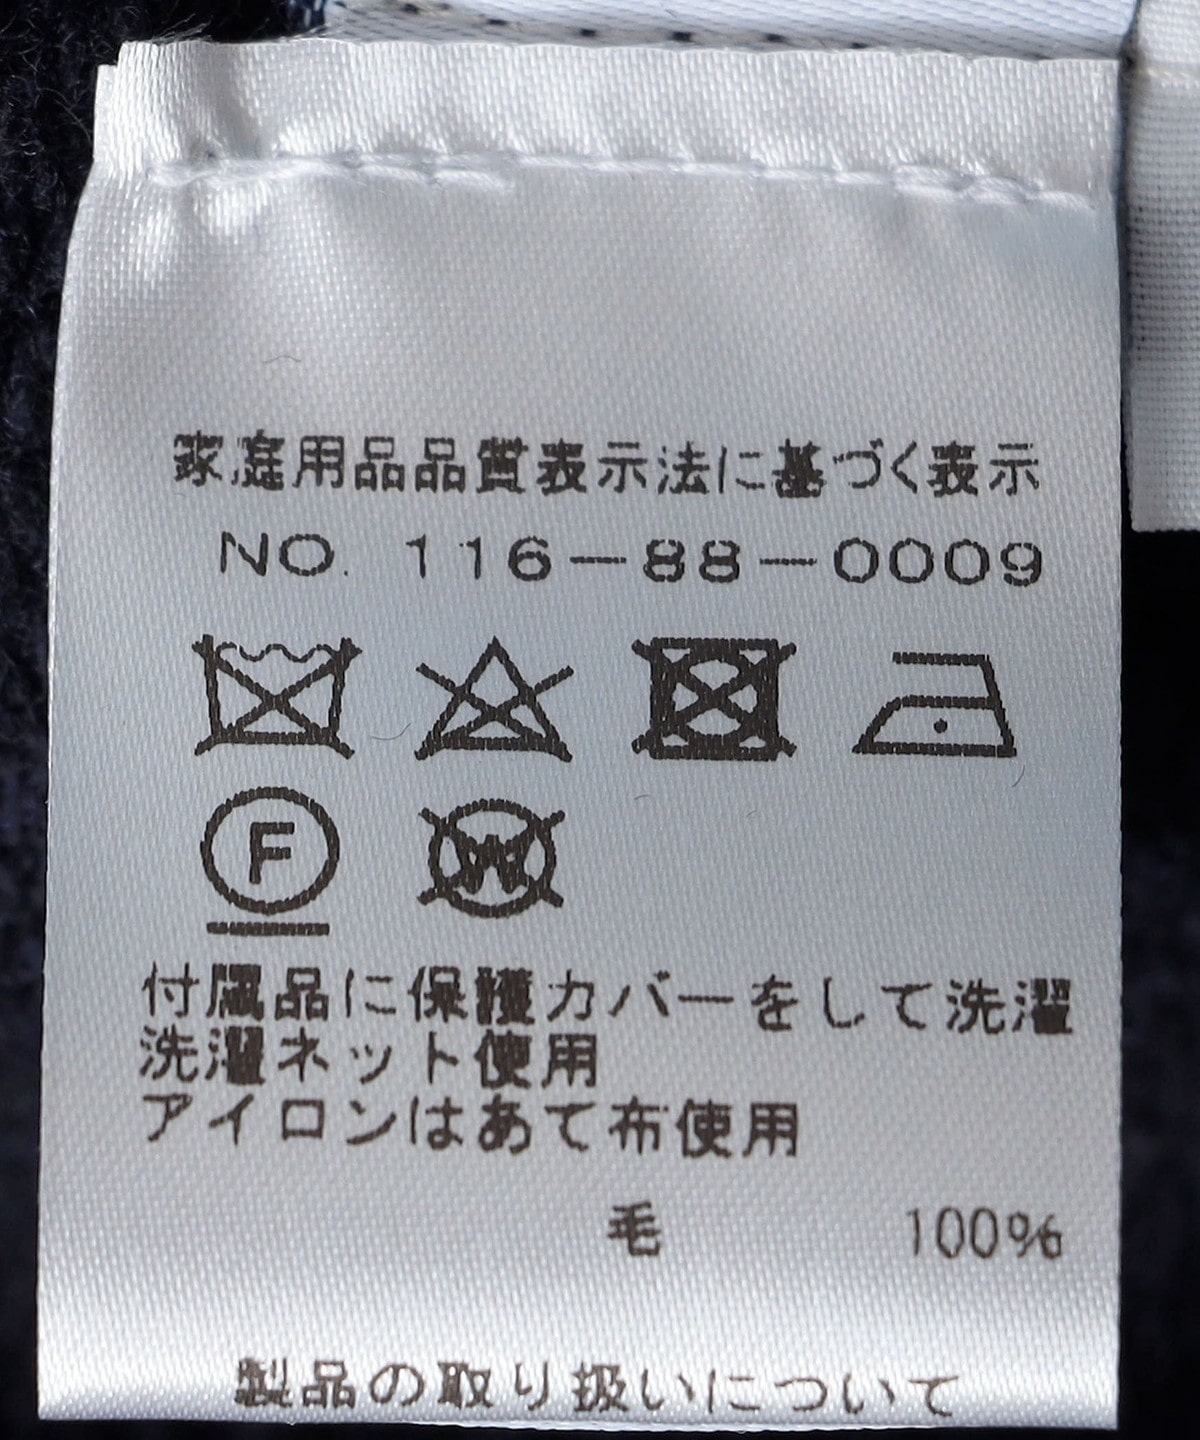 家庭用品品質表示法に基づく表示
NO. 116-88-0009
F
W
付属品に保護カバーをして洗濯
洗濯ネット使用
アイロンはあて布使用
毛 100%
製品の取り扱いについて